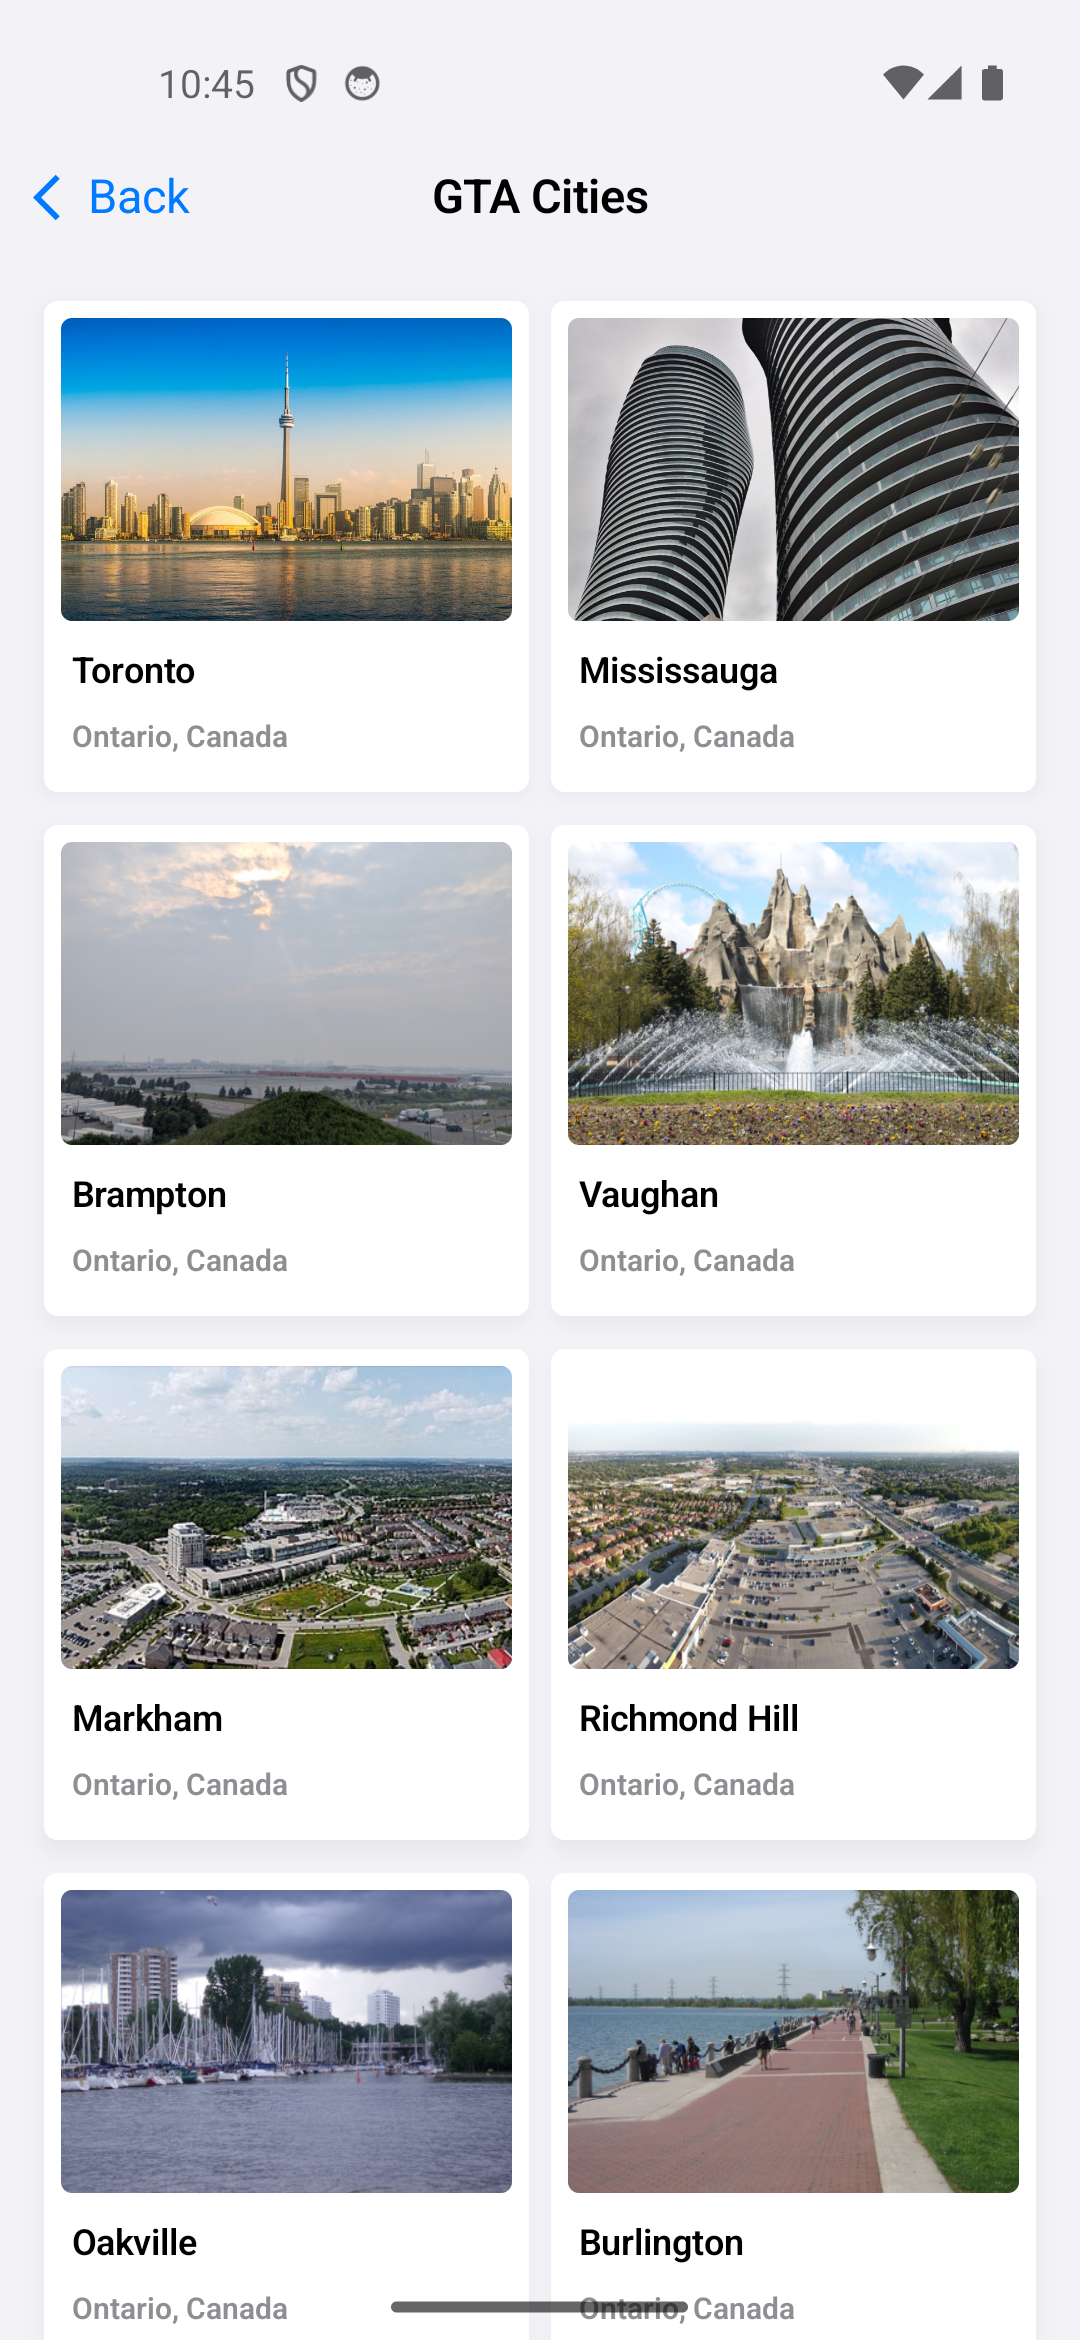 10:45
Back
GTA Cities
Toronto
Ontario, Canada
Mississauga
Ontario, Canada
Brampton
Ontario, Canada
Vaughan
Ontario, Canada
Markham
Ontario, Canada
Richmond Hill
Ontario, Canada
Oakville
Ontario, Canada
Burlington
Ontario, Canada